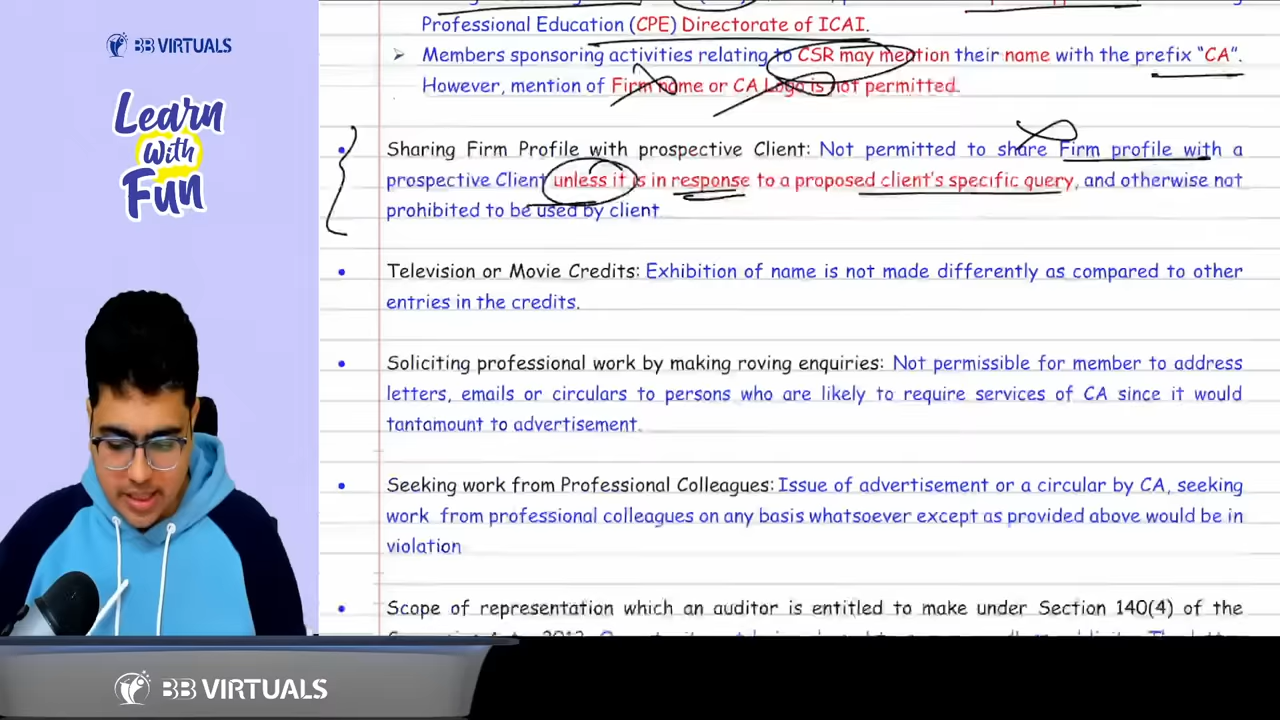 BB VIRTUALS
Learn
With
Fun
Professional Education (CPE) Directorate of ICAI.
➢ Members sponsoring activities relating to CSR may mention their name with the prefix “CA”.
However, mention of Firm name or CA Logo is not permitted.
• Sharing Firm Profile with prospective Client: Not permitted to share Firm profile with a
prospective Client unless it is in response to a proposed client's specific query, and otherwise not
prohibited to be used by client
• Television or Movie Credits: Exhibition of name is not made differently as compared to other
entries in the credits.
• Soliciting professional work by making roving enquiries: Not permissible for member to address
letters, emails or circulars to persons who are likely to require services of CA since it would
tantamount to advertisement.
• Seeking work from Professional Colleagues: Issue of advertisement or a circular by CA, seeking
work from professional colleagues on any basis whatsoever except as provided above would be in
violation
• Scope of representation which an auditor is entitled to make under Section 140(4) of the
BB VIRTUALS